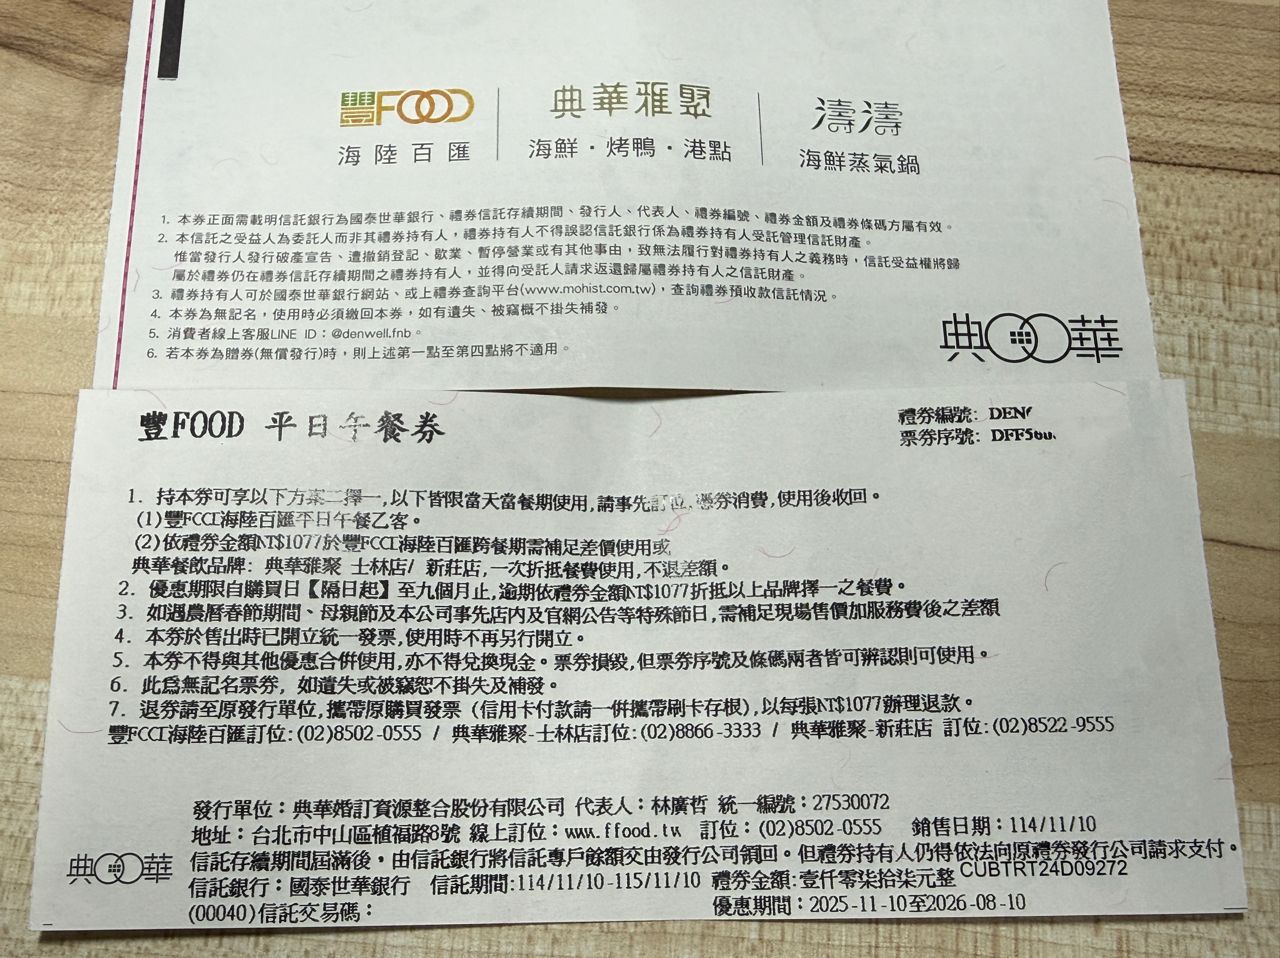 豐FOOD
海陸百匯
典華雅聚
海鮮・烤鴨・港點
濤濤
海鮮蒸氣鍋
1. 本券正面需載明信託銀行為國泰世華銀行、禮券信託存續期間、發行人、代表人、禮券編號、禮券金額及禮券條碼方屬有效。
2. 本信託之受益人為委託人而非其禮券持有人，禮券持有人不得誤認信託銀行係為禮券持有人受託管理信託財產。
惟當發行人發行破產宣告、遭撤銷登記、歇業、暫停營業或有其他事由，致無法履行對禮券持有人之義務時，信託受益權將歸
屬於禮券仍在禮券信託存續期間之禮券持有人，並得向受託人請求返還歸屬禮券持有人之信託財產。
3. 禮券持有人可於國泰世華銀行網站、或上禮券查詢平台(www.mohist.com.tw)，查詢禮券預收款信託情況。
4. 本券為無記名，使用時必須繳回本券，如有遺失、被竊概不掛失補發。
5. 消費者線上客服LINE ID：@denwell.fnb。
6. 若本券為贈券(無償發行)時，則上述第一點至第四點將不適用。
典華
豐FOOD 平日午餐券
禮券編號: DEN
票券序號: DFF56
1. 持本券可享以下方案二擇一,以下皆限當天當餐期使用,請事先訂位,憑券消費,使用後收回。
(1)豐FCCI海陸百匯平日午餐乙客。
(2)依禮券金額NT$1077於豐FCCI海陸百匯跨餐期需補足差價使用或
典華餐飲品牌: 典華雅聚 士林店/ 新莊店,一次折抵餐費使用,不退差額。
2. 優惠期限自購買日【隔日起】至九個月止,逾期依禮券金額NT$1077折抵以上品牌擇一之餐費。
3. 如遇農曆春節期間、母親節及本公司事先店內及官網公告等特殊節日,需補足現場售價加服務費後之差額
4. 本券於售出時已開立統一發票,使用時不再另行開立。
5. 本券不得與其他優惠合併使用,亦不得兌換現金。票券損毀,但票券序號及條碼兩者皆可辨認則可使用。
6. 此為無記名票券, 如遺失或被竊恕不掛失及補發。
7. 退券請至原發行單位,攜帶原購買發票 (信用卡付款請一併攜帶刷卡存根),以每張NT$1077辦理退款。
豐FCCI海陸百匯訂位:(02)8502-0555 / 典華雅聚-士林店訂位:(02)8866-3333 / 典華雅聚-新莊店 訂位:(02)8522-9555
發行單位：典華婚訂資源整合股份有限公司 代表人：林廣哲 統一編號：27530072
地址：台北市中山區植福路8號 線上訂位：www.ffood.tw 訂位：(02)8502-0555 銷售日期：114/11/10
典華 信託存續期間屆滿後，由信託銀行將信託專戶餘額交由發行公司領回。但禮券持有人仍得依法向原禮券發行公司請求支付。
信託銀行：國泰世華銀行 信託期間:114/11/10-115/11/10 禮券金額:壹仟零柒拾柒元整 CUBTRT24D09272
(00040)信託交易碼： 優惠期間：2025-11-10至2026-08-10